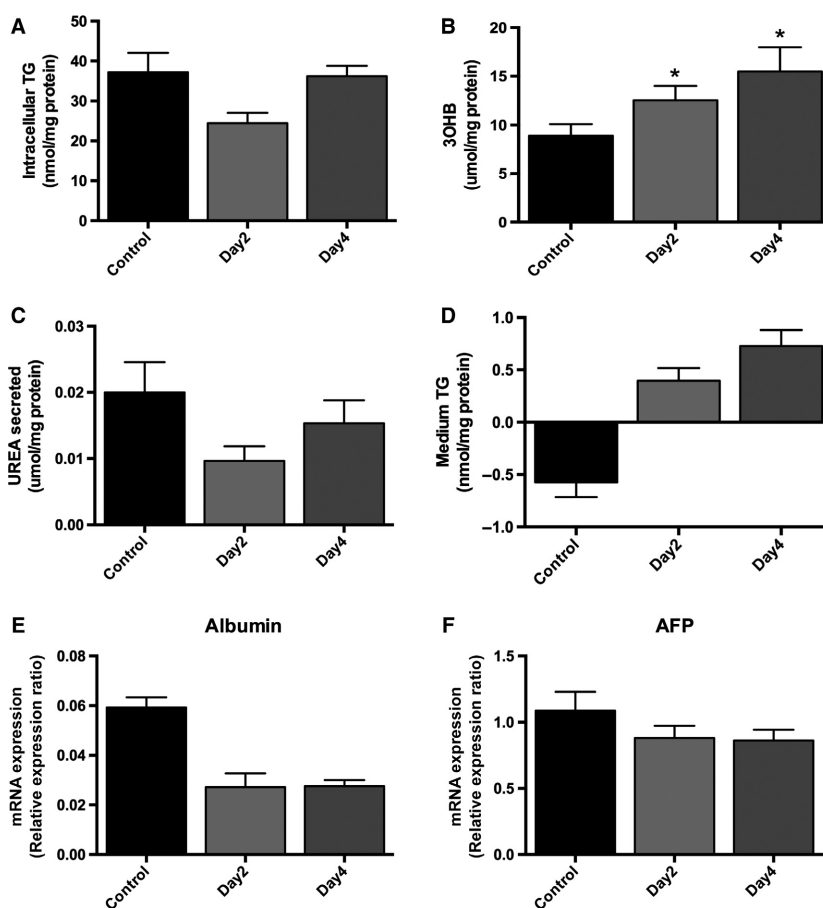 A
Intracellular TG
(nmol/mg protein)
50
40
30
20
10
0
Control
Day2
Day4
B
3OHB
(umol/mg protein)
20
15
10
5
0
*
*
Control
Day2
Day4
C
UREA secreted
(umol/mg protein)
0.03
0.02
0.01
0.00
Control
Day2
Day4
D
Medium TG
(nmol/mg protein)
1.0
0.5
0.0
–0.5
–1.0
Control
Day2
Day4
E
Albumin
mRNA expression
(Relative expression ratio)
0.08
0.06
0.04
0.02
0.00
Control
Day2
Day4
F
AFP
mRNA expression
(Relative expression ratio)
1.5
1.0
0.5
0.0
Control
Day2
Day4